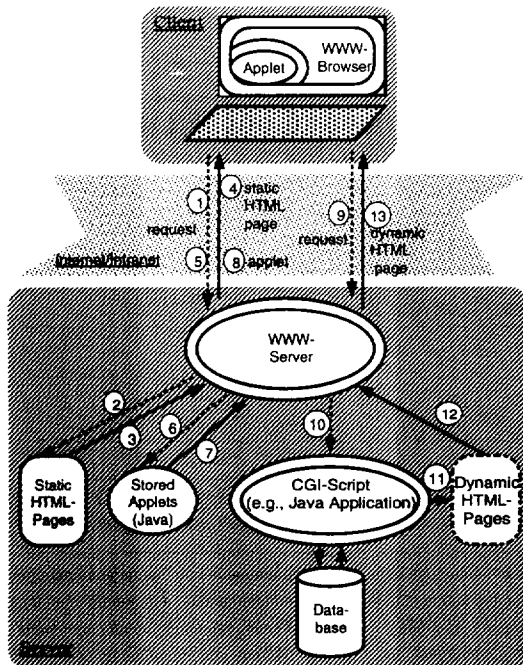 Client
WWW-
Browser
Applet
1
4
static
HTML
page
request
5
8
applet
9
13
request
dynamic
HTML
page
Internet/Intranet
WWW-
Server
2
3
6
7
10
12
11
Static
HTML-
Pages
Stored
Applets
(Java)
CGI-Script
(e.g., Java Application)
Dynamic
HTML-
Pages
Data-
base
Server